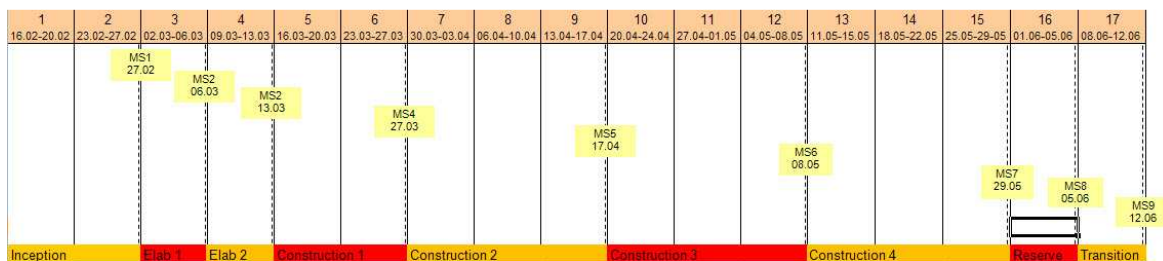 1 2 3 4 5 6 7 8 9 10 11 12 13 14 15 16 17
16.02-20.02 23.02-27.02 02.03-06.03 09.03-13.03 16.03-20.03 23.03-27.03 30.03-03.04 06.04-10.04 13.04-17.04 20.04-24.04 27.04-01.05 04.05-08.05 11.05-15.05 18.05-22.05 25.05-29.05 01.06-05.06 08.06-12.06
MS1
27.02
MS2
06.03
MS2
13.03
MS4
27.03
MS5
17.04
MS6
08.05
MS7
29.05
MS8
05.06
MS9
12.06
Inception Elab 1 Elab 2 Construction 1 Construction 2 Construction 3 Construction 4 Reserve Transition